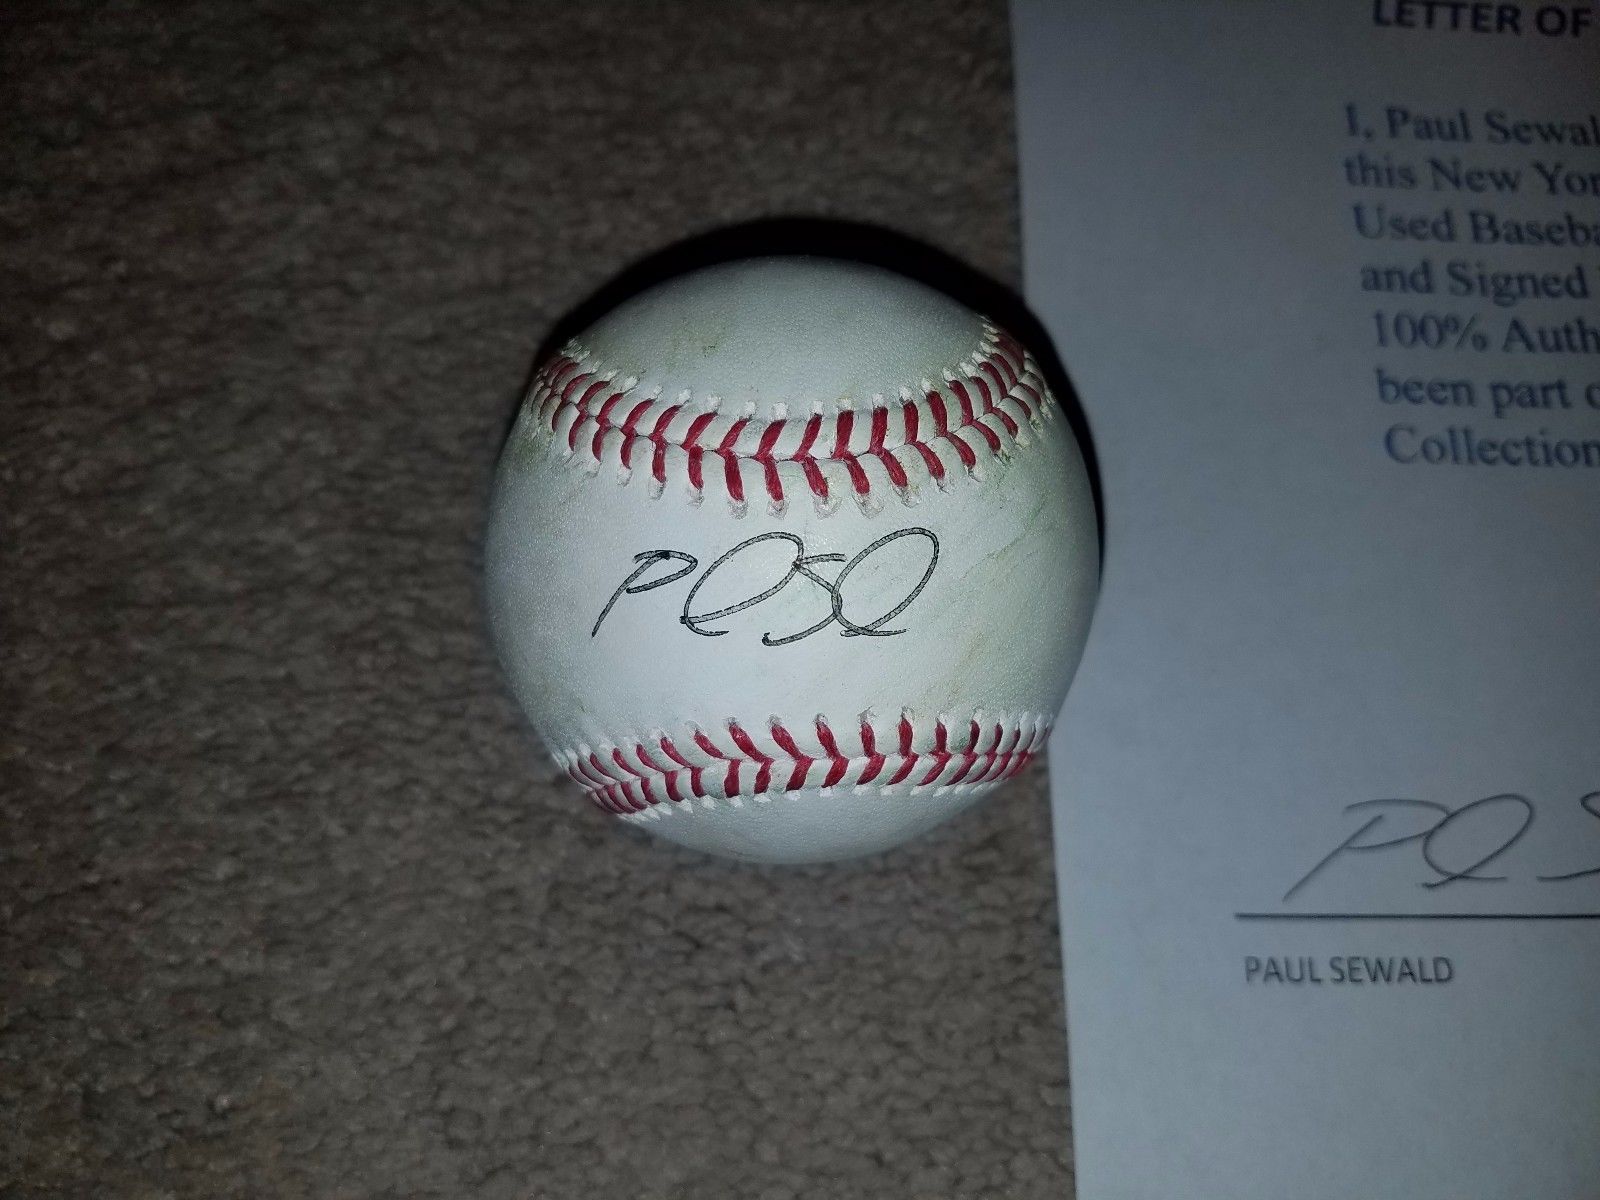 LETTER OF
I, Paul Sewal
this New Yor
Used Baseba
and Signed
100% Auth
been part o
Collection
PAUL SEWALD